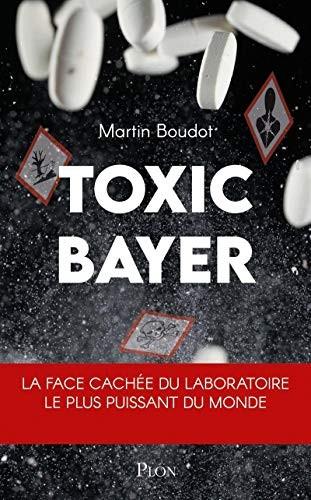 Martin Boudot
TOXIC
BAYER
LA FACE CACHÉE DU LABORATOIRE
LE PLUS PUISSANT DU MONDE
PLON